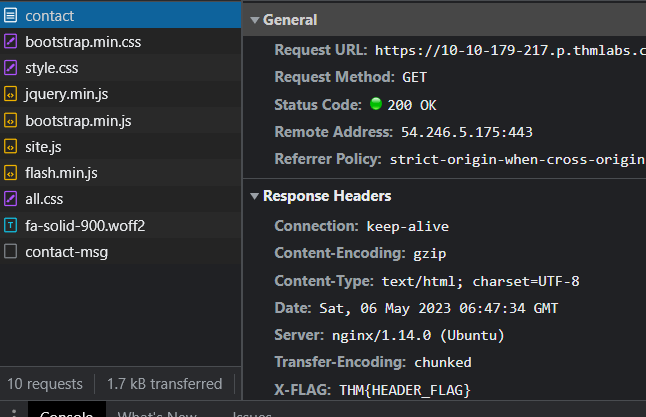 contact
bootstrap.min.css
style.css
jquery.min.js
bootstrap.min.js
site.js
flash.min.js
all.css
fa-solid-900.woff2
contact-msg
10 requests 1.7 kB transferred
General
Request URL: https://10-10-179-217.p.thmlabs.c
Request Method: GET
Status Code: 200 OK
Remote Address: 54.246.5.175:443
Referrer Policy: strict-origin-when-cross-origin
Response Headers
Connection: keep-alive
Content-Encoding: gzip
Content-Type: text/html; charset=UTF-8
Date: Sat, 06 May 2023 06:47:34 GMT
Server: nginx/1.14.0 (Ubuntu)
Transfer-Encoding: chunked
X-FLAG: THM{HEADER_FLAG}
Console What's New Issues